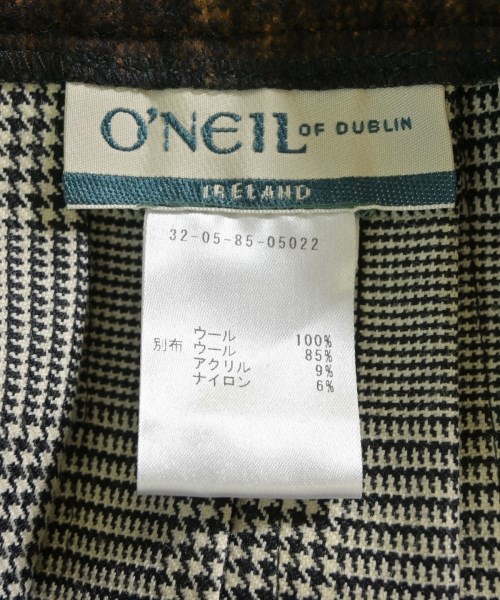 O'NEIL OF DUBLIN
IRELAND
32-05-85-05022
ウール 100%
別布 ウール 85%
アクリル 9%
ナイロン 6%